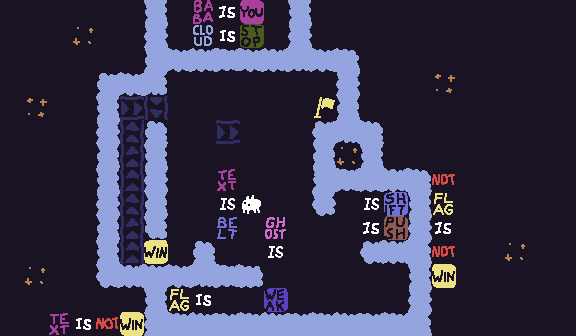 BABA IS YOU
CLOUD IS STOP
TEXT
NOT
IS
IS SHIFT
FLAG
BELT
GHOST
IS PUSH
IS
IS
NOT
WIN
WIN
FLAG IS
WEAK
TEXT IS NOT WIN